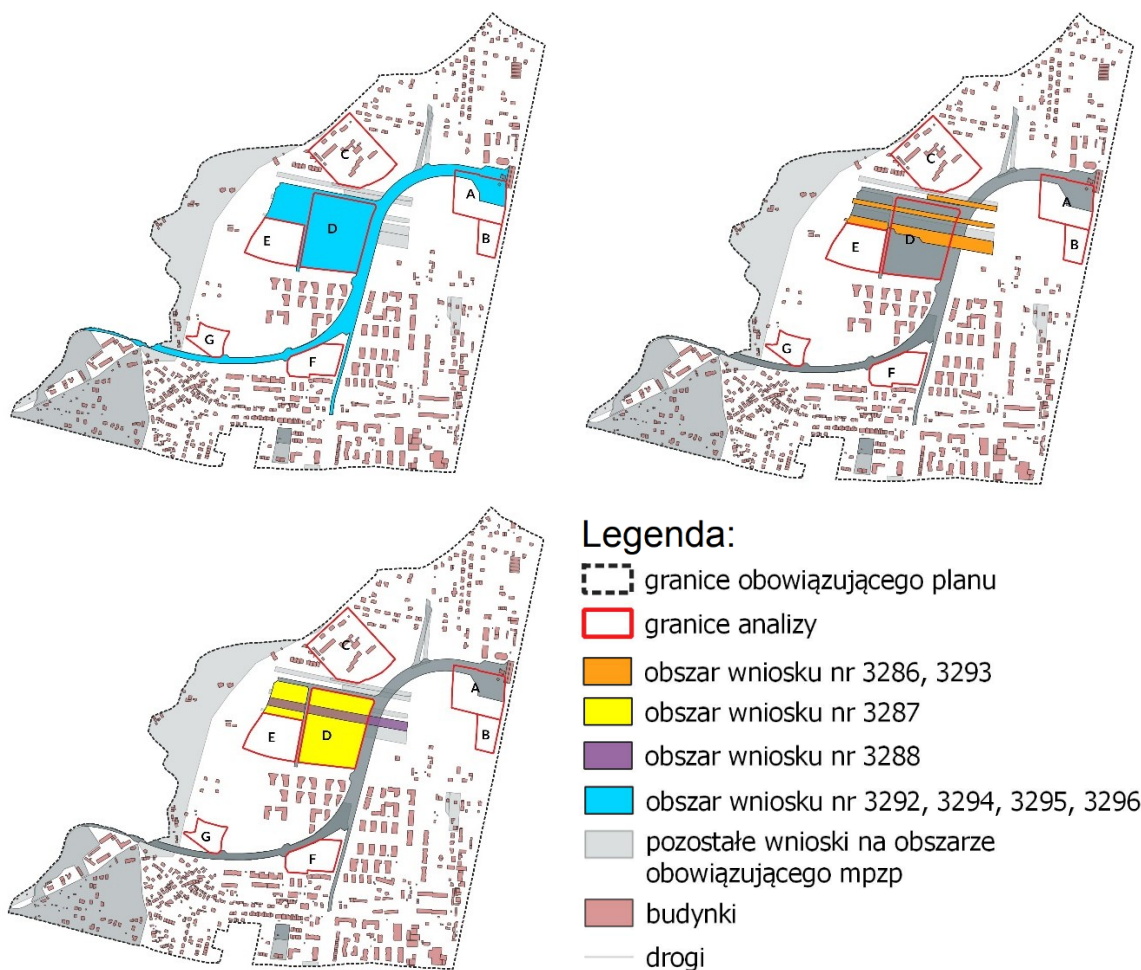 C
A
B
D
E
G
F
C
A
B
D
E
G
F
C
A
B
D
E
G
F
Legenda:
granice obowiązującego planu
granice analizy
obszar wniosku nr 3286, 3293
obszar wniosku nr 3287
obszar wniosku nr 3288
obszar wniosku nr 3292, 3294, 3295, 3296
pozostałe wnioski na obszarze
obowiązującego mpzp
budynki
drogi